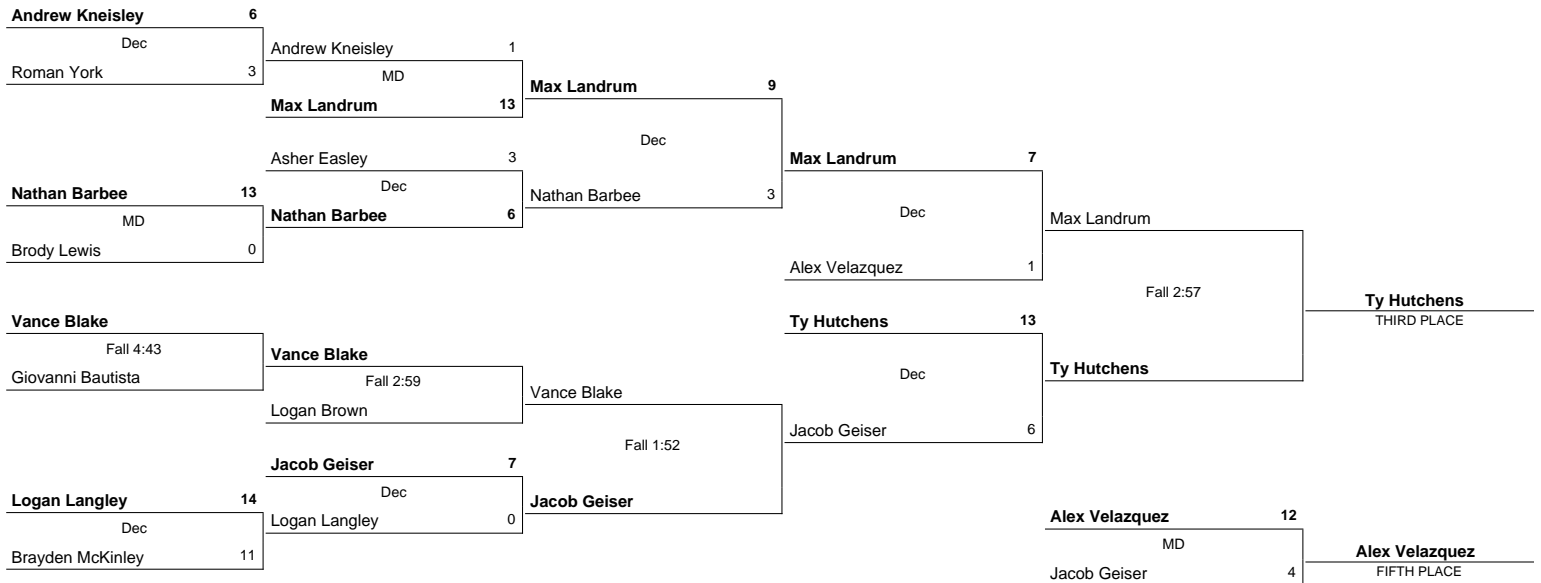 Andrew Kneisley 6
Dec
Roman York 3
Nathan Barbee 13
MD
Brody Lewis 0
Vance Blake
Fall 4:43
Giovanni Bautista
Logan Langley 14
Dec
Brayden McKinley 11
Andrew Kneisley 1
MD
Max Landrum 13
Asher Easley 3
Dec
Nathan Barbee 6
Vance Blake
Fall 2:59
Logan Brown
Jacob Geiser 7
Dec
Logan Langley 0
Max Landrum 9
Dec
Nathan Barbee 3
Vance Blake
Fall 1:52
Jacob Geiser
Max Landrum 7
Dec
Alex Velazquez 1
Ty Hutchens 13
Dec
Jacob Geiser 6
Max Landrum
Fall 2:57
Ty Hutchens
Ty Hutchens
THIRD PLACE
Alex Velazquez 12
MD
Jacob Geiser 4
Alex Velazquez
FIFTH PLACE